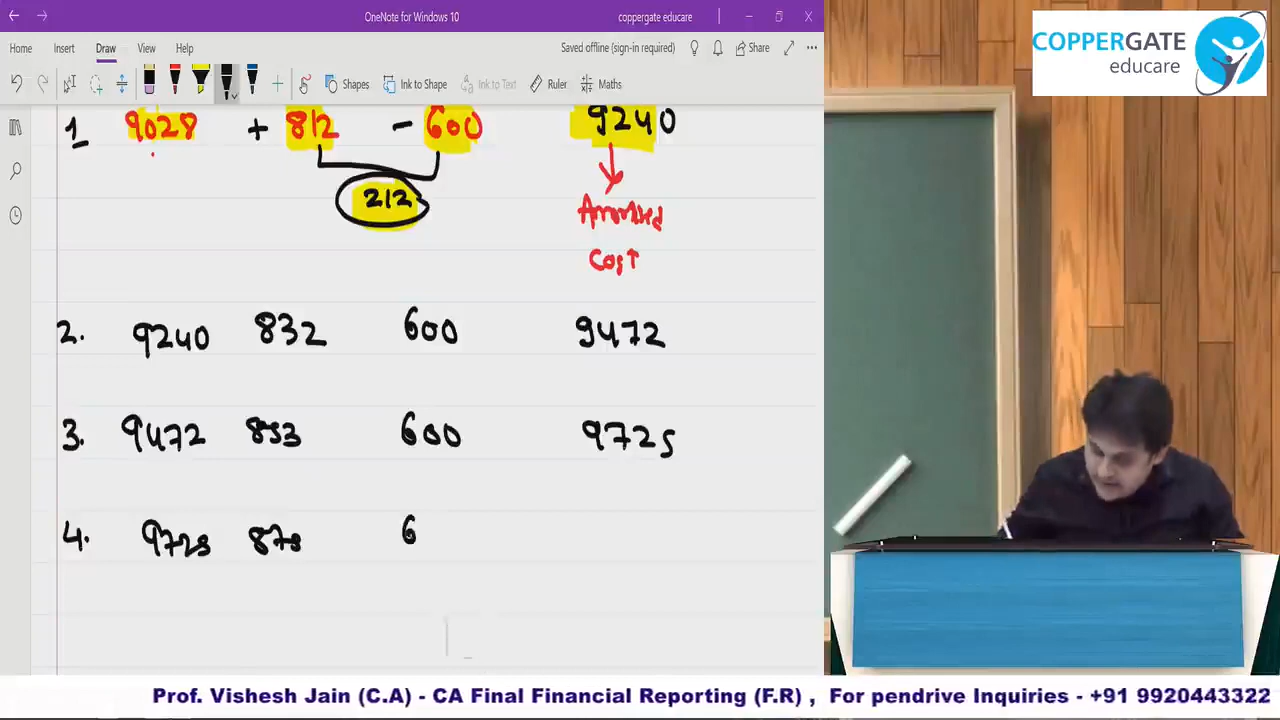 OneNote for Windows 10
coppergate educare
Home Insert Draw View Help
Saved offline (sign-in required)
Share
Shapes
Ink to Shape
Ink to Text
Ruler
Maths
COPPERGATE
educare
1 9028 + 812 - 600 9240
212
Amortised
Cost
2. 9240 832 600 9472
3. 9472 853 600 9725
4. 9725 875 6
Prof. Vishesh Jain (C.A) - CA Final Financial Reporting (F.R) , For pendrive Inquiries - +91 9920443322